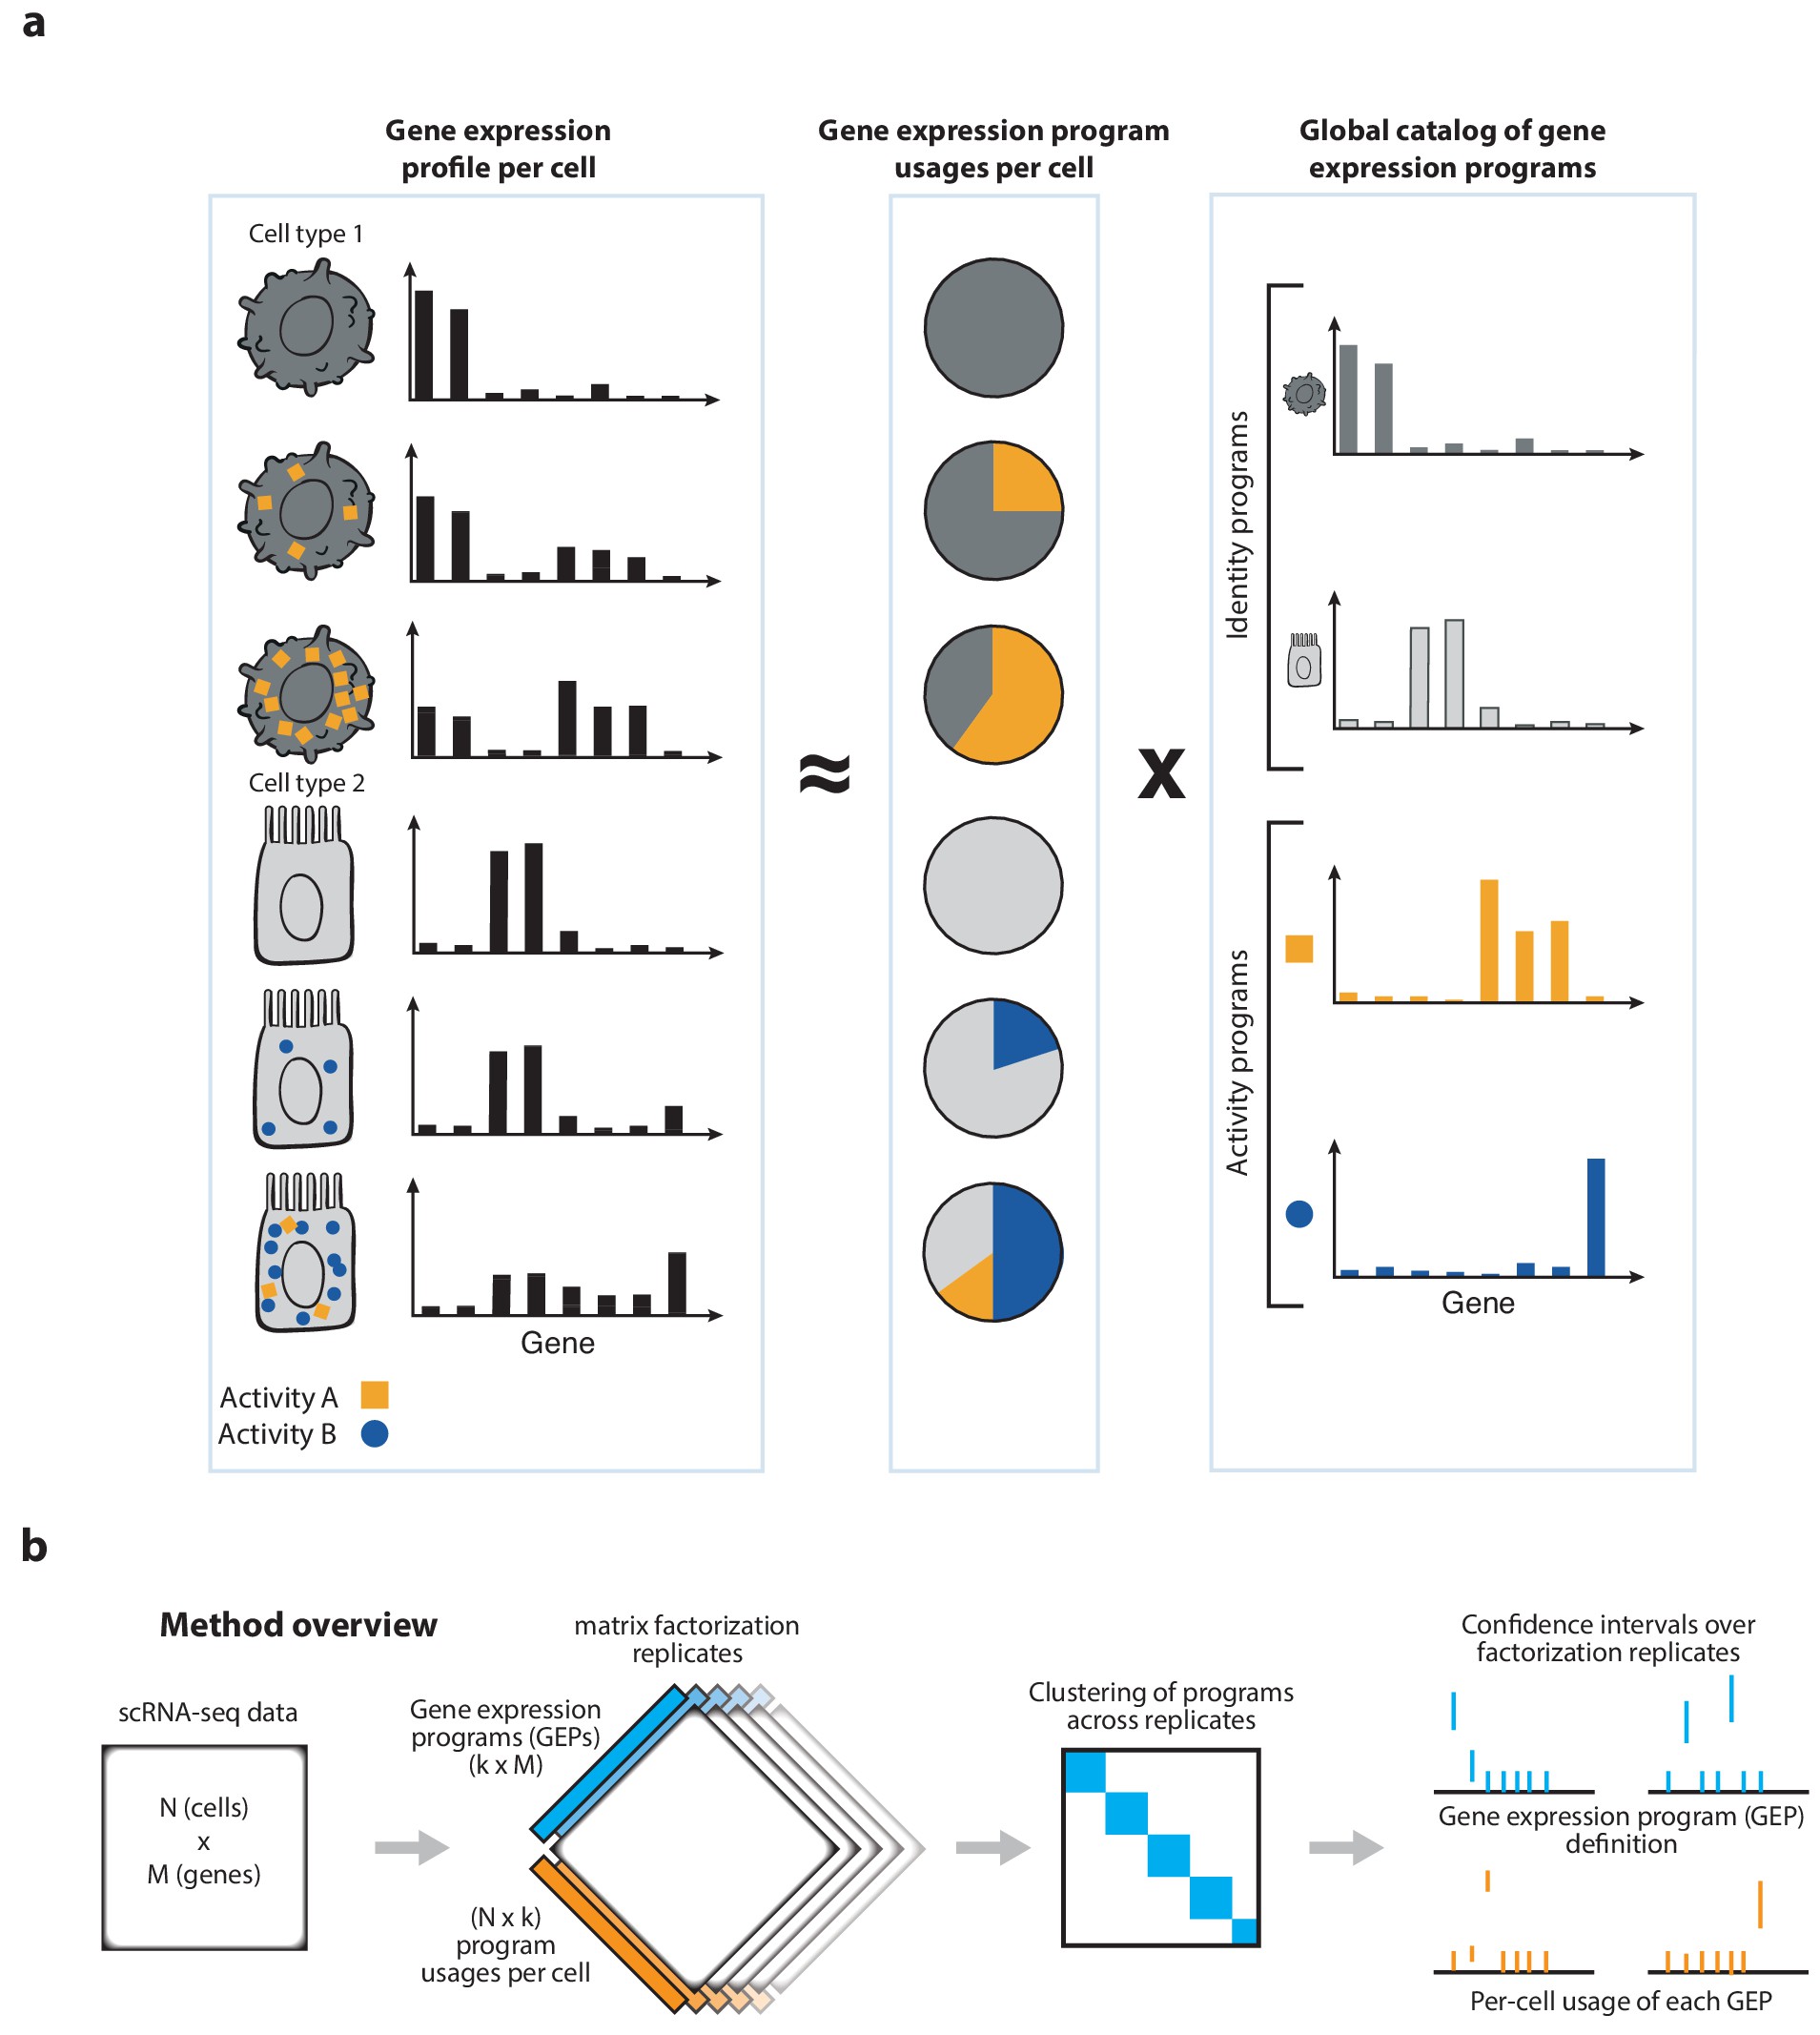 a
Gene expression
profile per cell
Gene expression program
usages per cell
Global catalog of gene
expression programs
Cell type 1
Cell type 2
≈
x
Identity programs
Activity programs
Gene
Gene
Activity A
Activity B
b
Method overview
scRNA-seq data
N (cells)
x
M (genes)
matrix factorization
replicates
Gene expression
programs (GEPs)
(k x M)
(N x k)
program
usages per cell
Clustering of programs
across replicates
Confidence intervals over
factorization replicates
Gene expression program (GEP)
definition
Per-cell usage of each GEP